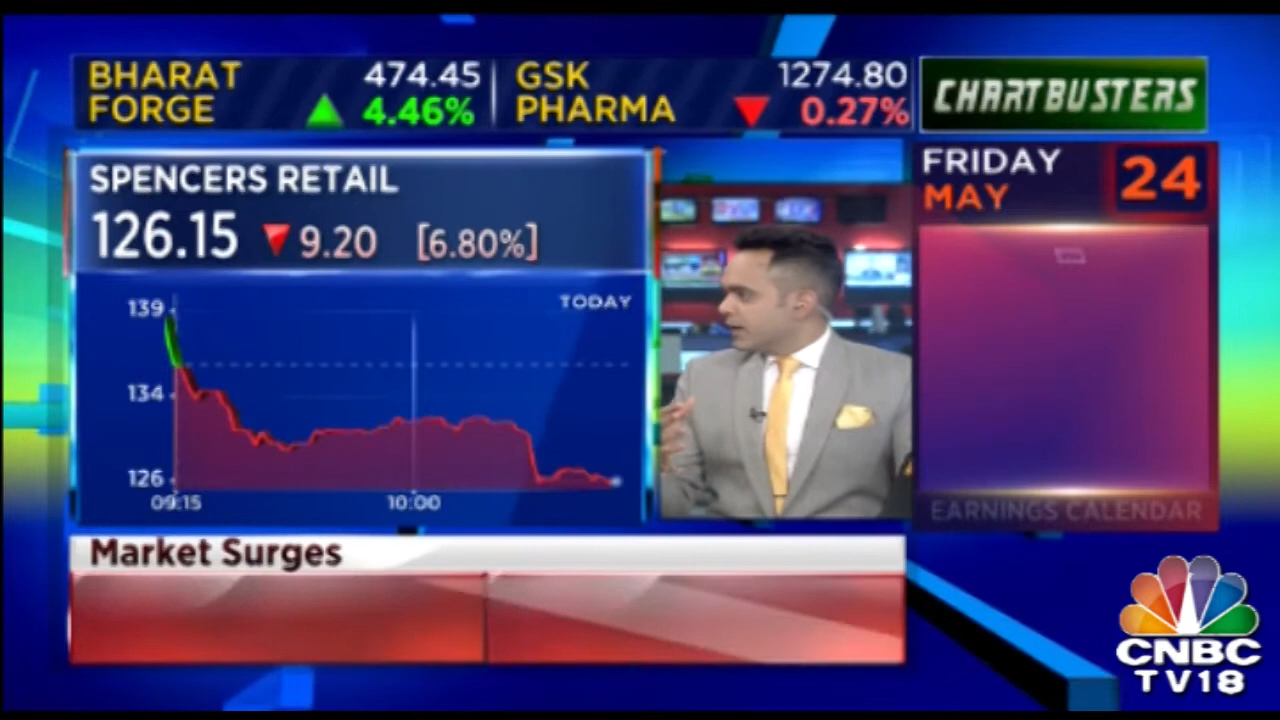 BHARAT FORGE
474.45
▲ 4.46%
GSK PHARMA
1274.80
▼ 0.27%
CHARTBUSTERS
SPENCERS RETAIL
126.15 ▼ 9.20 [6.80%]
TODAY
139
134
126
09:15
10:00
FRIDAY
MAY
24
EARNINGS CALENDAR
Market Surges
CNBC
TV18